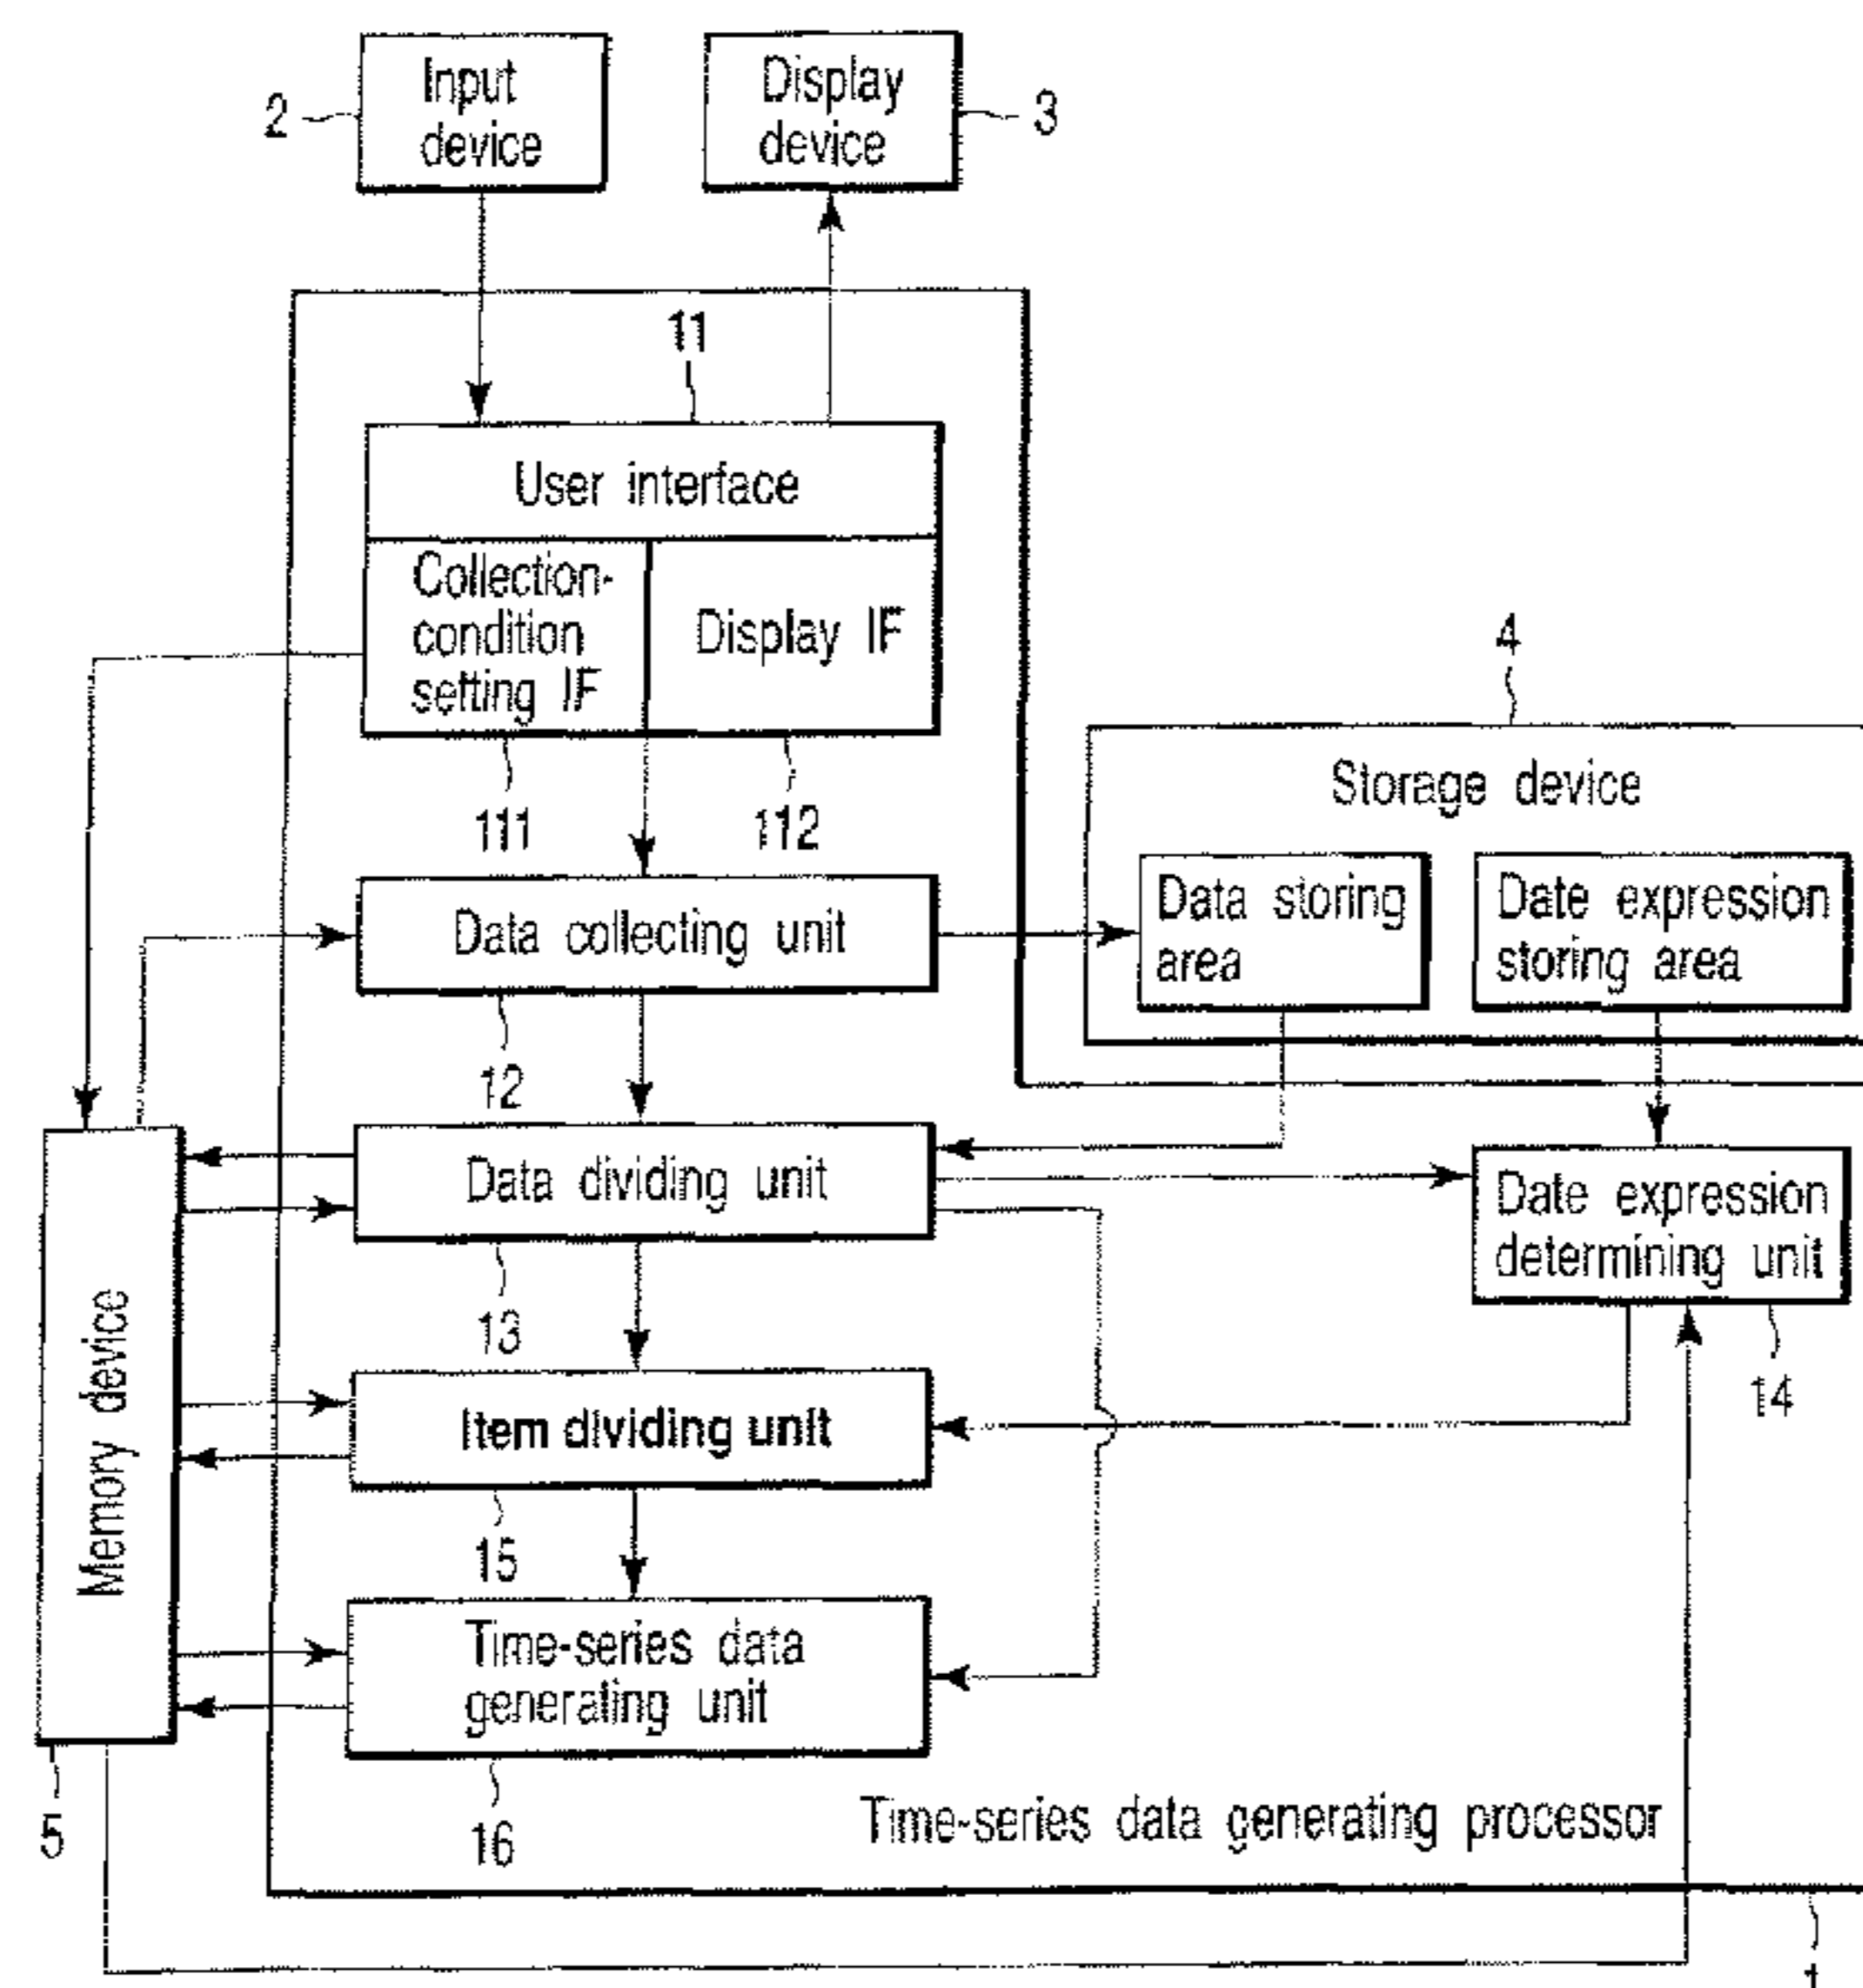 Input
device
2
Display
device
3
11
User interface
Collection-
condition
setting IF
Display IF
111
112
4
Storage device
Data storing
area
Date expression
storing area
Data collecting unit
12
Data dividing unit
13
Date expression
determining unit
14
Memory device
5
Item dividing unit
15
Time-series data
generating unit
16
Time-series data generating processor
1